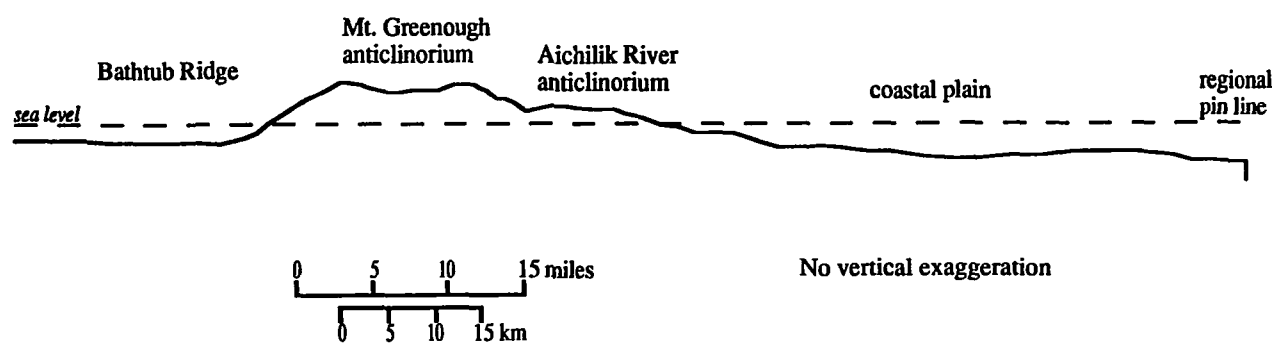 Mt. Greenough
anticlinorium
Aichilik River
anticlinorium
Bathtub Ridge
coastal plain
regional
pin line
sea level
0 5 10 15 miles
0 5 10 15 km
No vertical exaggeration